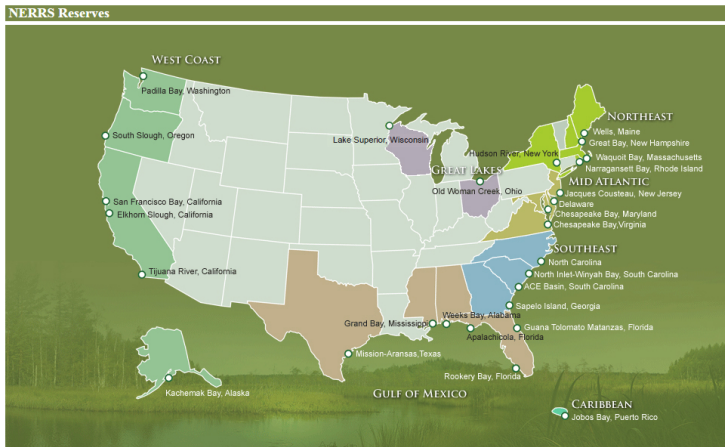 NERRS Reserves
WEST COAST
Padilla Bay, Washington
South Slough, Oregon
San Francisco Bay, California
Elkhorn Slough, California
Tijuana River, California
Kachemak Bay, Alaska
Lake Superior, Wisconsin
GREAT LAKES
Old Woman Creek, Ohio
Hudson River, New York
NORTHEAST
Wells, Maine
Great Bay, New Hampshire
Waquoit Bay, Massachusetts
Narragansett Bay, Rhode Island
MID ATLANTIC
Jacques Cousteau, New Jersey
Delaware
Chesapeake Bay, Maryland
Chesapeake Bay,Virginia
SOUTHEAST
North Carolina
North Inlet-Winyah Bay, South Carolina
ACE Basin, South Carolina
Sapelo Island, Georgia
Guana Tolomato Matanzas, Florida
Weeks Bay, Alabama
Grand Bay, Mississippi
Apalachicola, Florida
Mission-Aransas,Texas
Rookery Bay, Florida
GULF OF MEXICO
CARIBBEAN
Jobos Bay, Puerto Rico